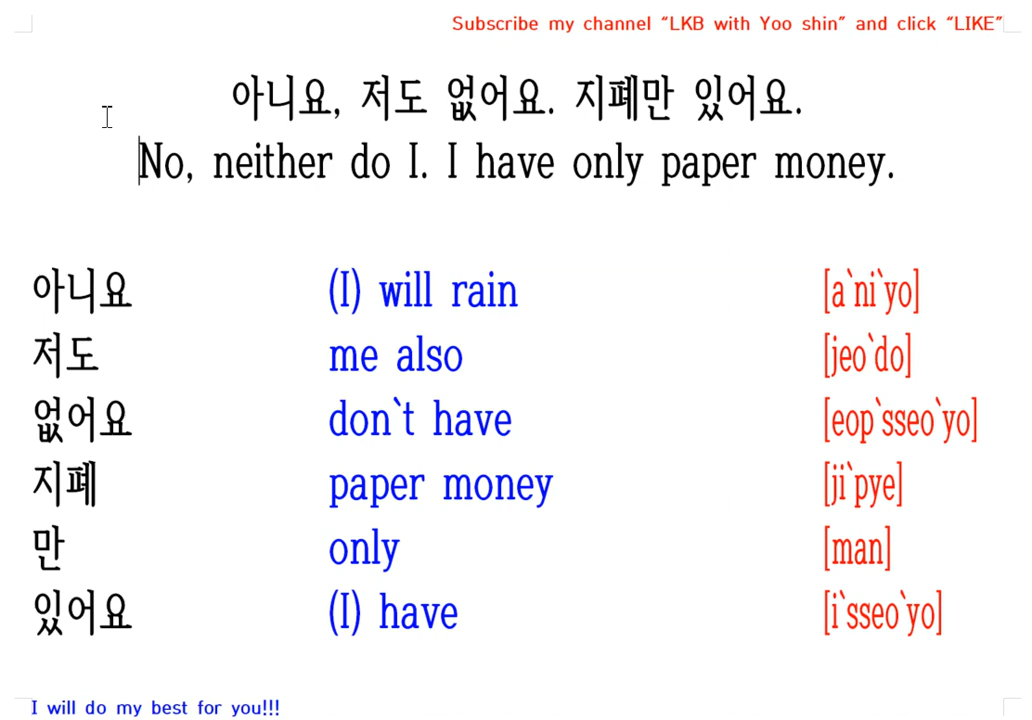 Subscribe my channel “LKB with Yoo shin” and click “LIKE”
아니요, 저도 없어요. 지폐만 있어요.
No, neither do I. I have only paper money.
아니요 (I) will rain [a`ni`yo]
저도 me also [jeo`do]
없어요 don`t have [eop`sseo`yo]
지폐 paper money [ji`pye]
만 only [man]
있어요 (I) have [i`sseo`yo]
I will do my best for you!!!